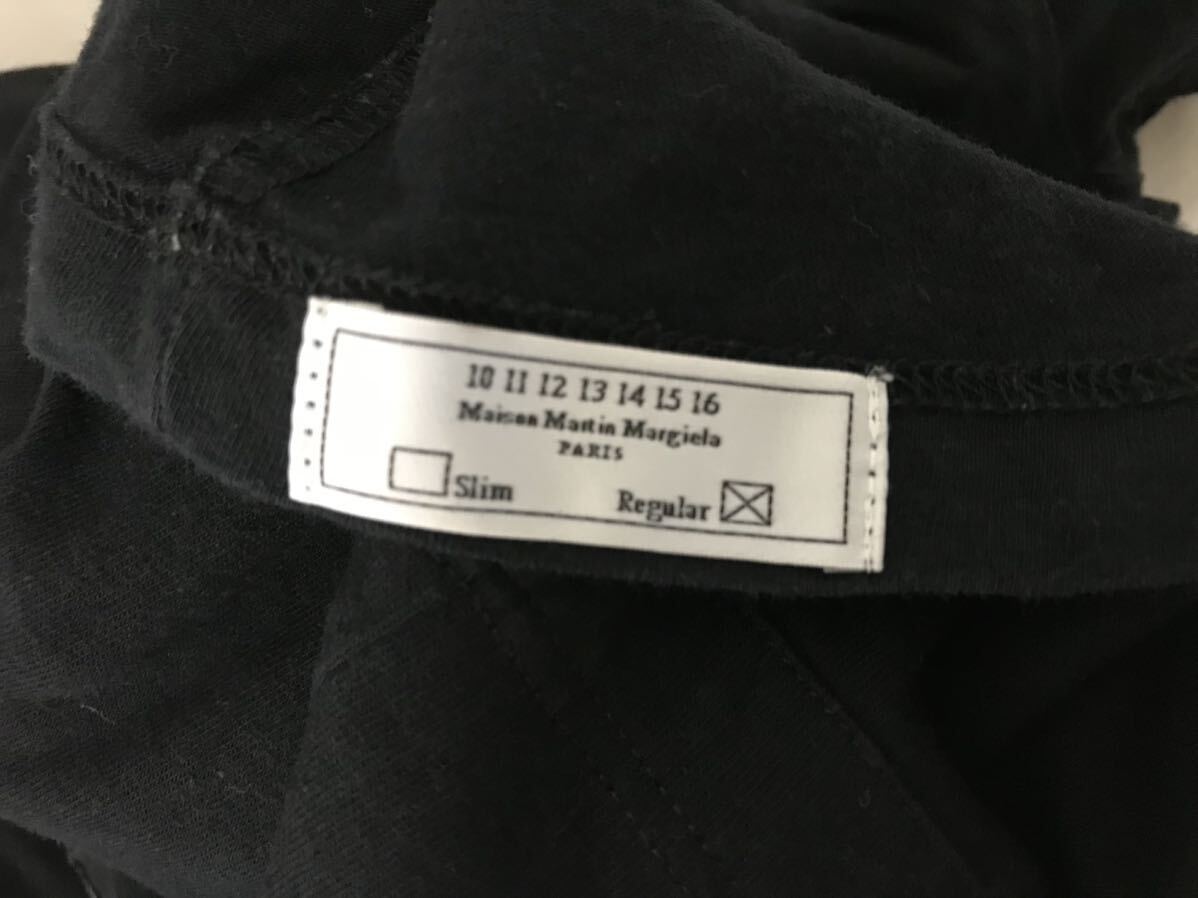 10 11 12 13 14 15 16
Maison Martin Margiela
PARIS
Slim Regular